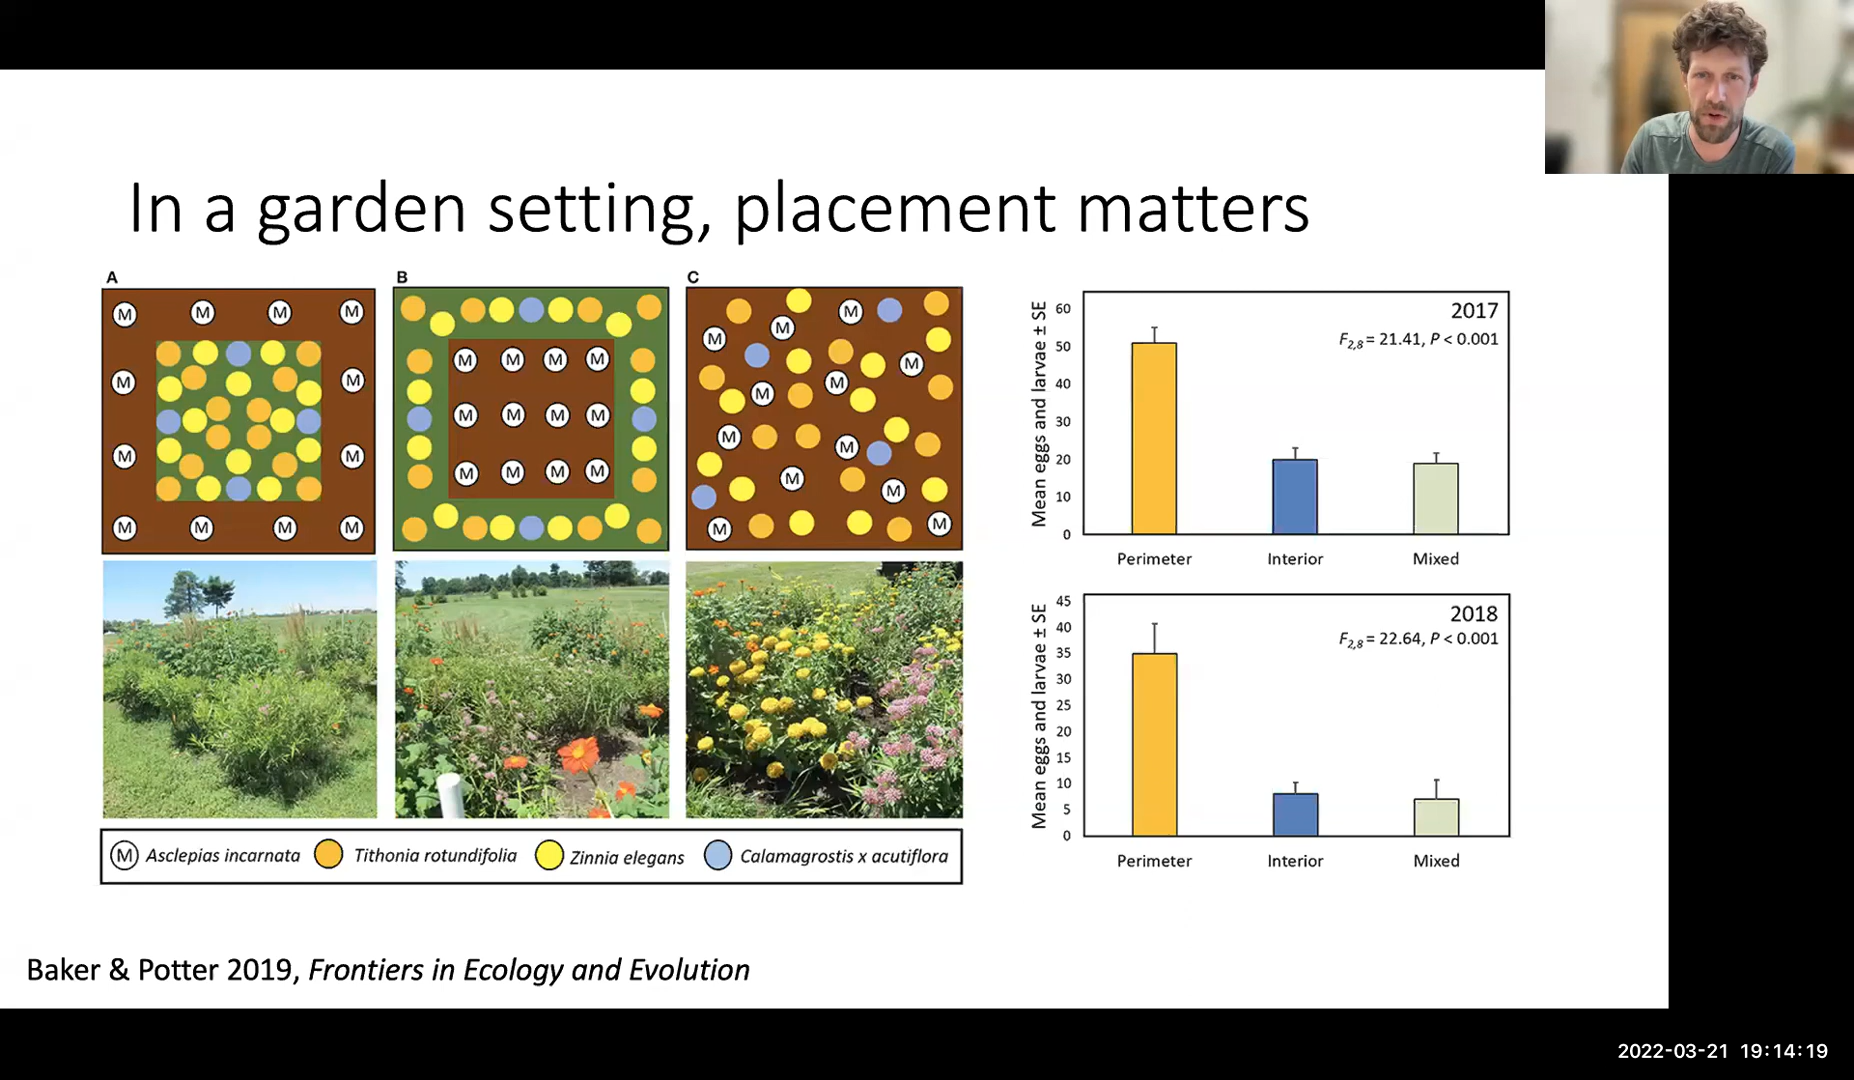 In a garden setting, placement matters
A
B
C
M M M M
M M
M M
M M M M
M M M M
M M M M
M M M M
M
M
M
M
M
M
M
M
M
M
M
M
M Asclepias incarnata Tithonia rotundifolia Zinnia elegans Calamagrostis x acutiflora
Mean eggs and larvae ± SE
60
50
40
30
20
10
0
2017
F2,8 = 21.41, P < 0.001
Perimeter Interior Mixed
Mean eggs and larvae ± SE
45
40
35
30
25
20
15
10
5
0
2018
F2,8 = 22.64, P < 0.001
Perimeter Interior Mixed
Baker & Potter 2019, Frontiers in Ecology and Evolution
2022-03-21 19:14:19